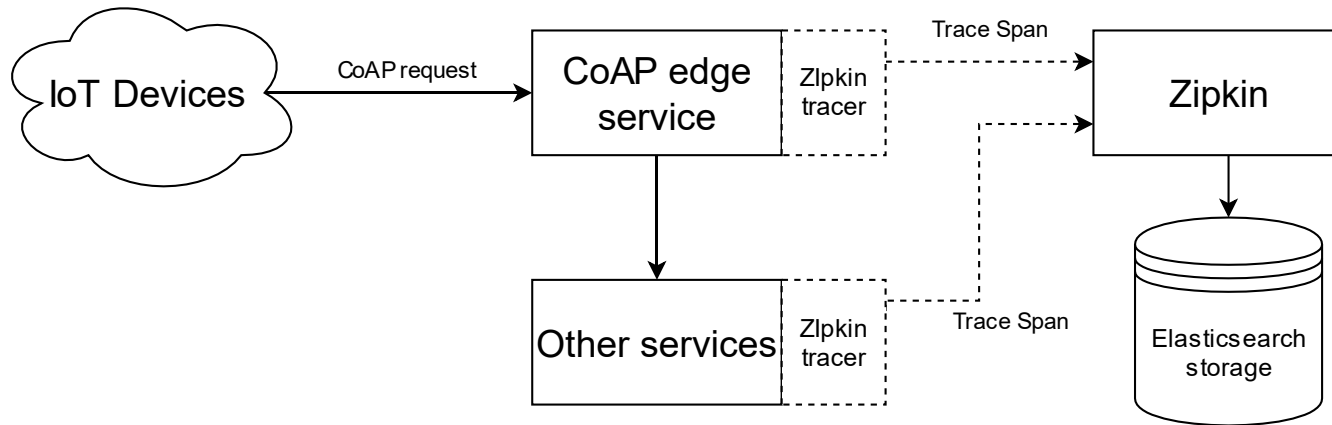 IoT Devices
CoAP request
CoAP edge
service
ZIpkin
tracer
Trace Span
Zipkin
Other services
ZIpkin
tracer
Trace Span
Elasticsearch
storage